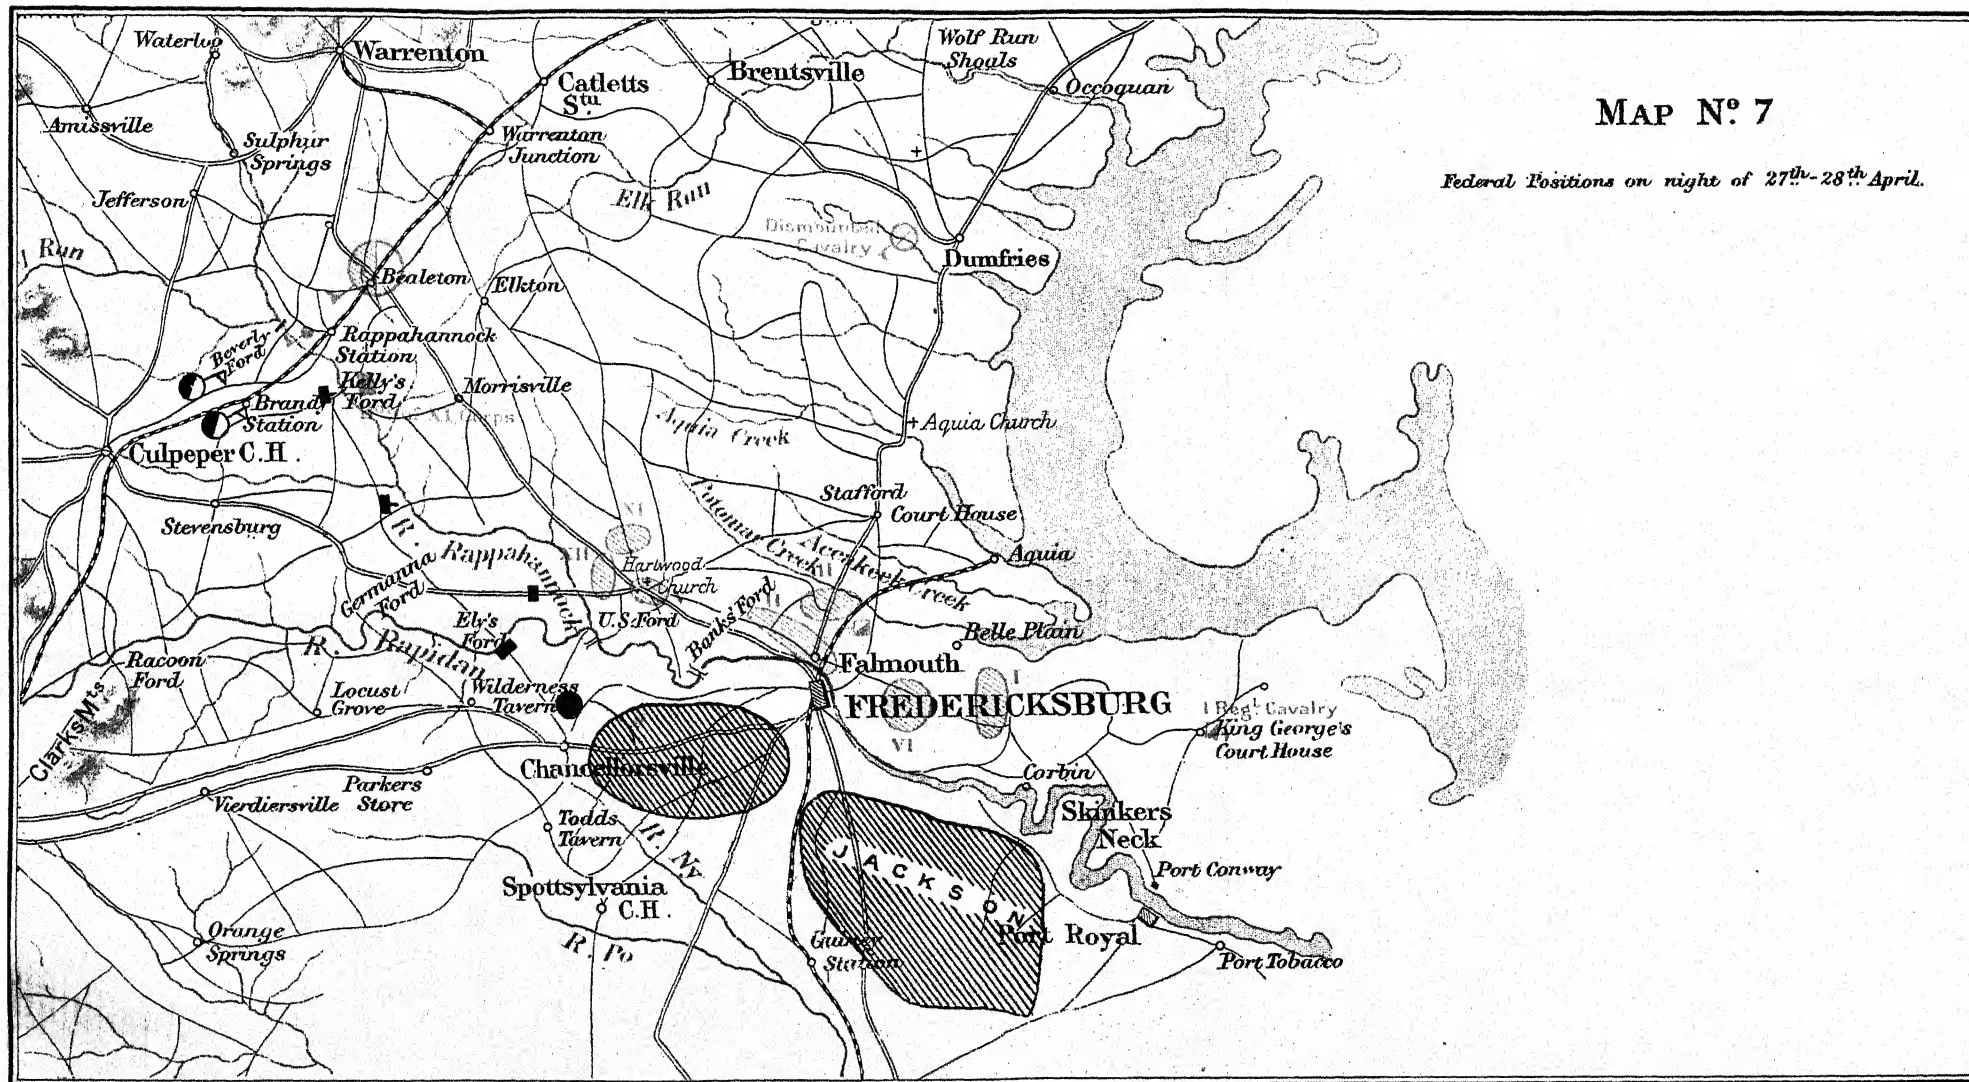 MAP Nº 7
Federal Positions on night of 27th-28th April.
Waterloo
Warrenton
Catletts
Stn
Brentsville
Wolf Run
Shoals
Occoquan
Amissville
Sulphur
Springs
Warrenton
Junction
Jefferson
Elk Run
Dismounted
Cavalry
Dumfries
Run
Bealeton
Elkton
Beverly
Ford
Rappahannock
Station
Kelly's
Ford
Morrisville
XI Corps
Brandy
Station
Aquia Creek
Aquia Church
Culpeper C.H.
Stafford
Court House
Stevensburg
Potomac Creek
Accakeek Creek
Aquia
R. Rappahannock
XI
XII
Hartwood
Church
Germanna
Ford
U.S. Ford
Banks' Ford
Ely's
Ford
Belle Plain
R. Rapidan
Racoon
Ford
Falmouth
FREDERICKSBURG
I
VI
Clarks Mts
Locust
Grove
Wilderness
Tavern
1 Regt. Cavalry
King George's
Court House
Chancellorsville
Corbin
Parkers
Store
Vierdiersville
Todds
Tavern
Skinkers
Neck
R. Ny
JACKSON
Port Conway
Spottsylvania
C.H.
Port Royal
Orange
Springs
R. Po
Guiney
Station
Port Tobacco